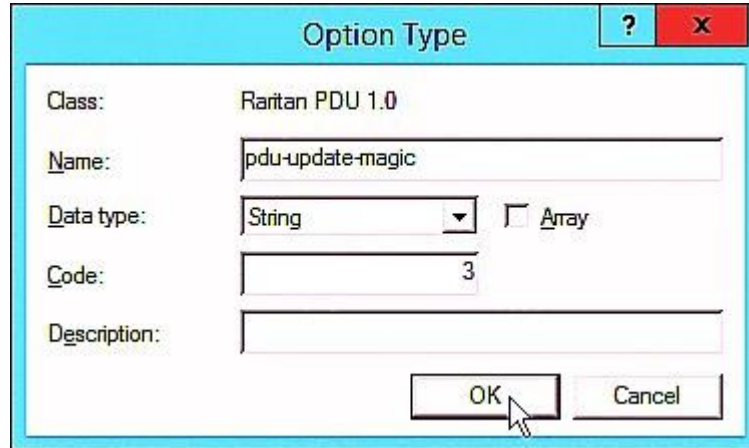 Option Type
?
x
Class: Raritan PDU 1.0
Name: pdu-update-magic
Data type: String Array
Code: 3
Description:
OK Cancel